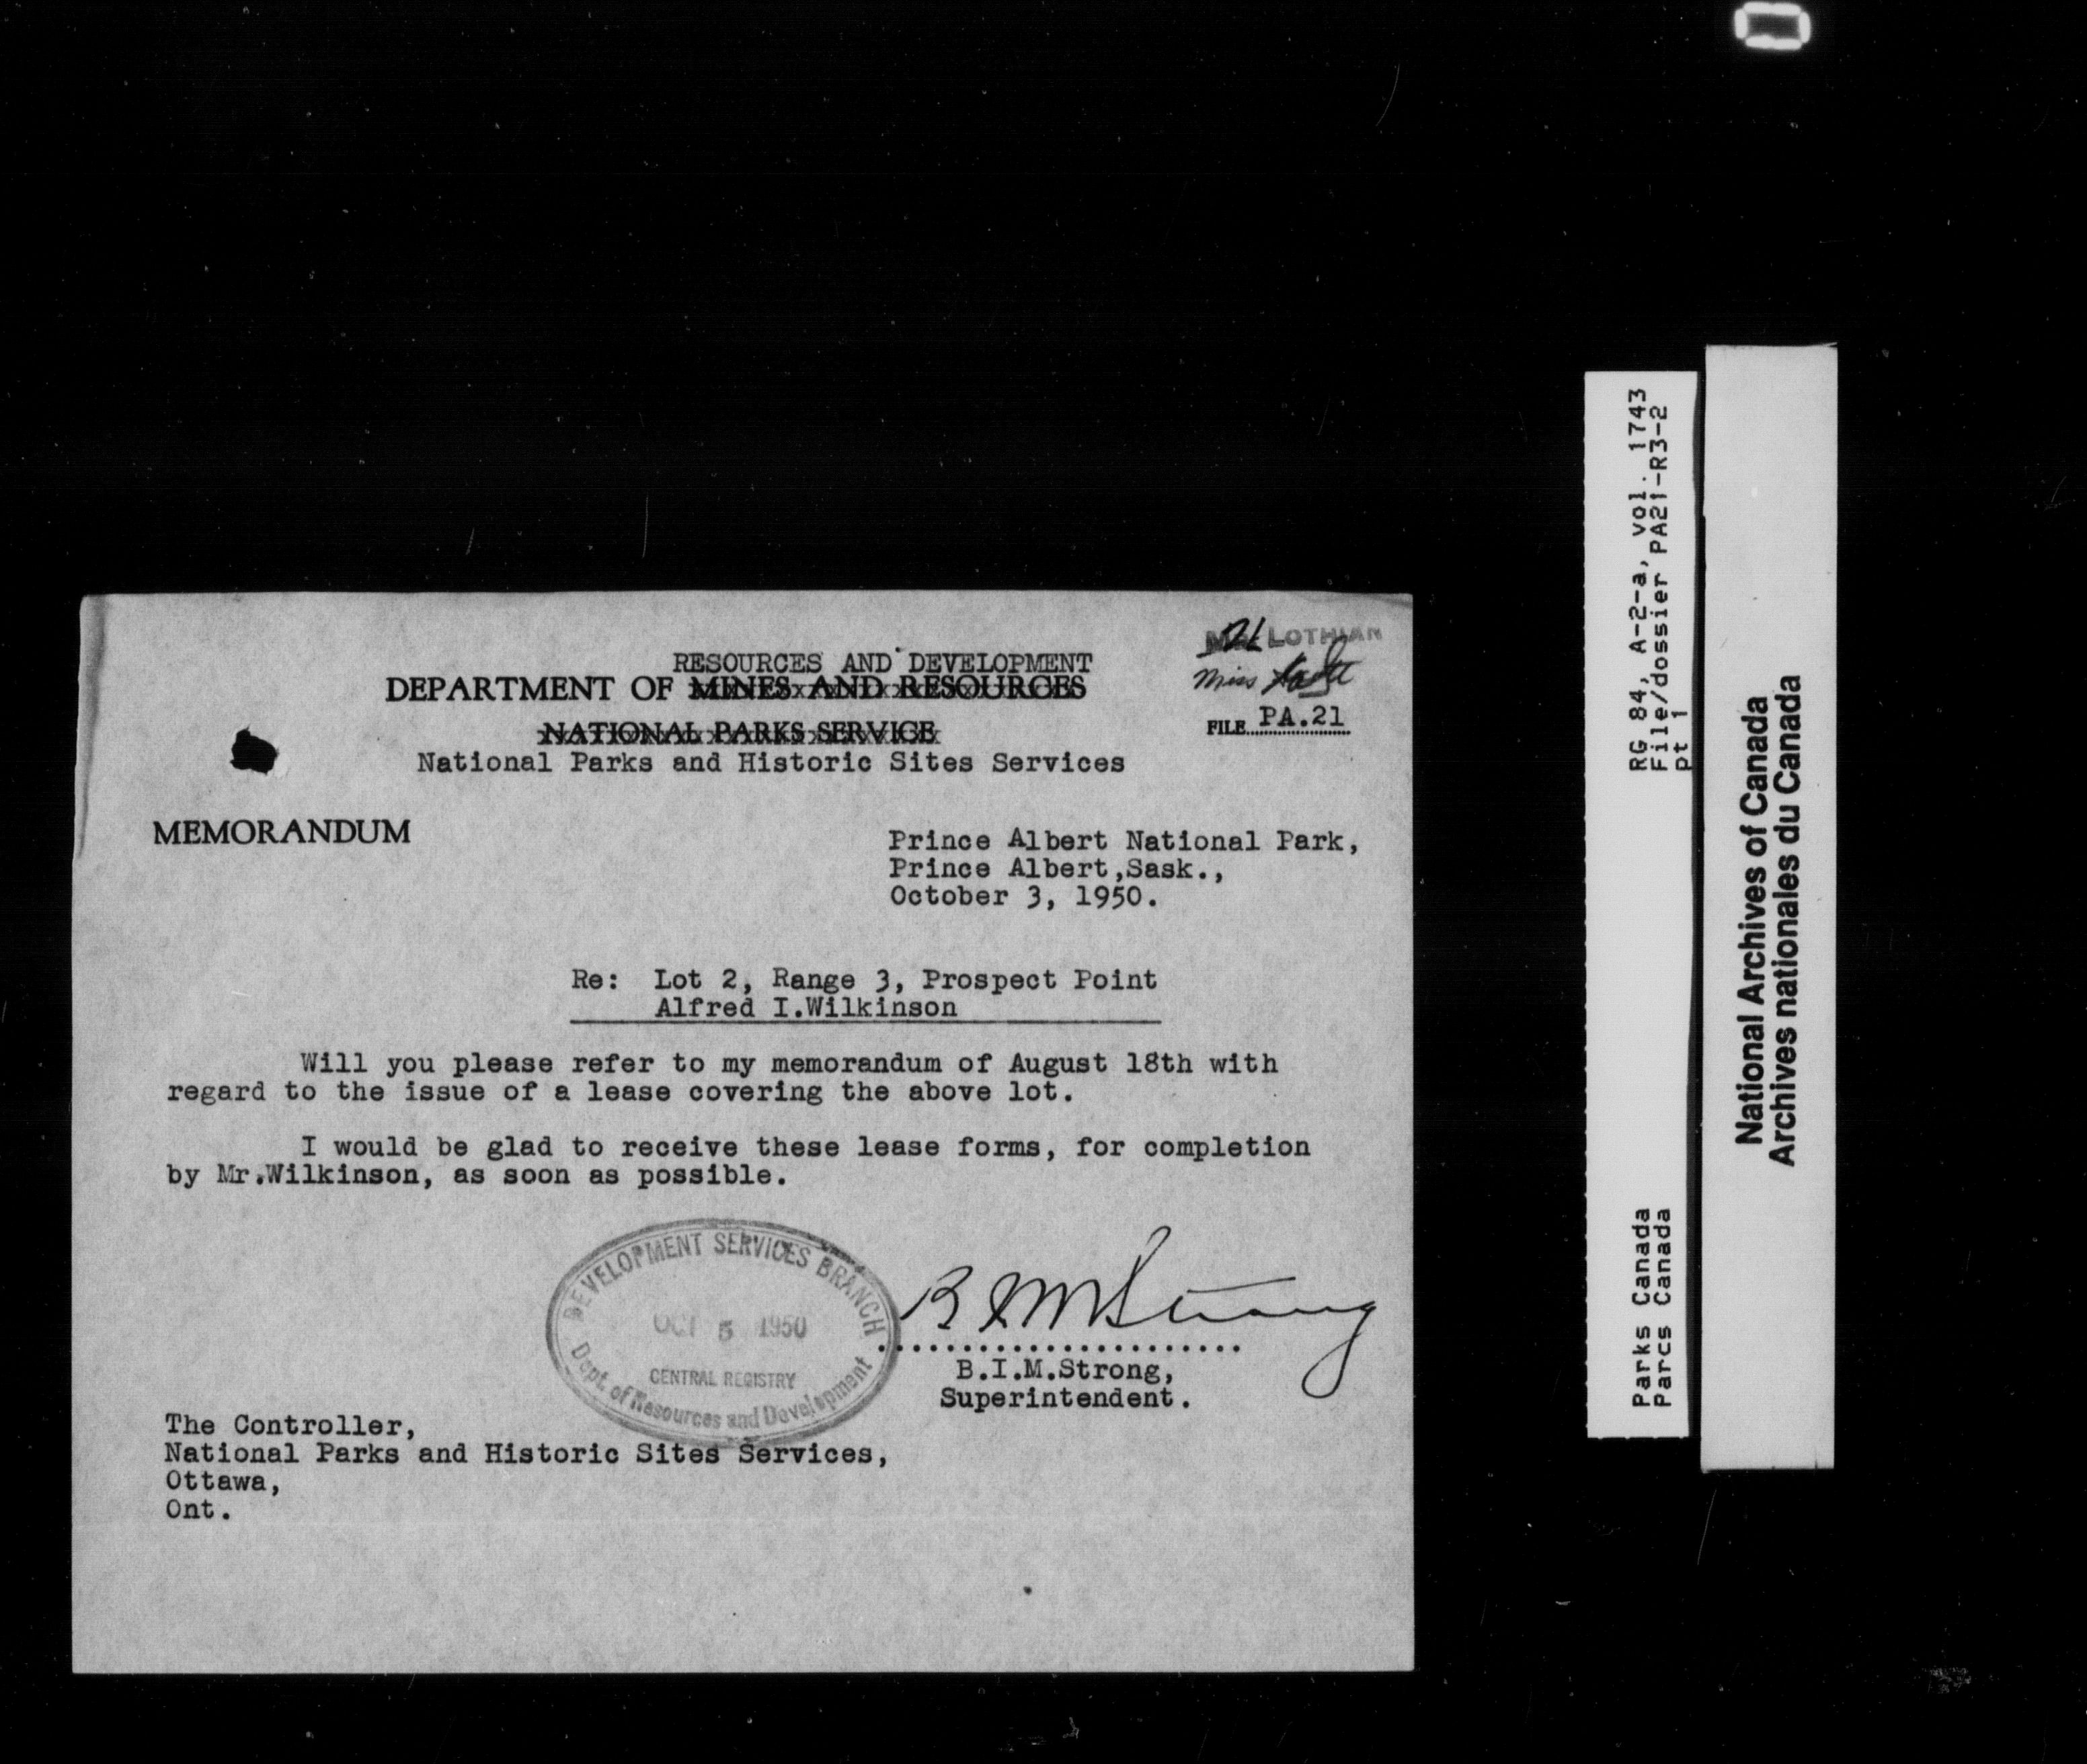 LOTHIAN
Miss
RESOURCES AND DEVELOPMENT
DEPARTMENT OF MINES AND RESOURCES
FILE PA.21
NATIONAL PARKS SERVICE
National Parks and Historic Sites Services
MEMORANDUM
Prince Albert National Park,
Prince Albert,Sask.,
October 3, 1950.
Re: Lot 2, Range 3, Prospect Point
Alfred I.Wilkinson
Will you please refer to my memorandum of August 18th with
regard to the issue of a lease covering the above lot.
I would be glad to receive these lease forms, for completion
by Mr.Wilkinson, as soon as possible.
DEVELOPMENT SERVICES BRANCH
OCT 5 1950
CENTRAL REGISTRY
Dept. of Resources and Development
B I M Strong
B.I.M.Strong,
Superintendent.
The Controller,
National Parks and Historic Sites Services,
Ottawa,
Ont.
RG 84, A-2-a, vol. 1743
File/dossier PA21-R3-2
pt 1
Parks Canada
Parcs Canada
National Archives of Canada
Archives nationales du Canada